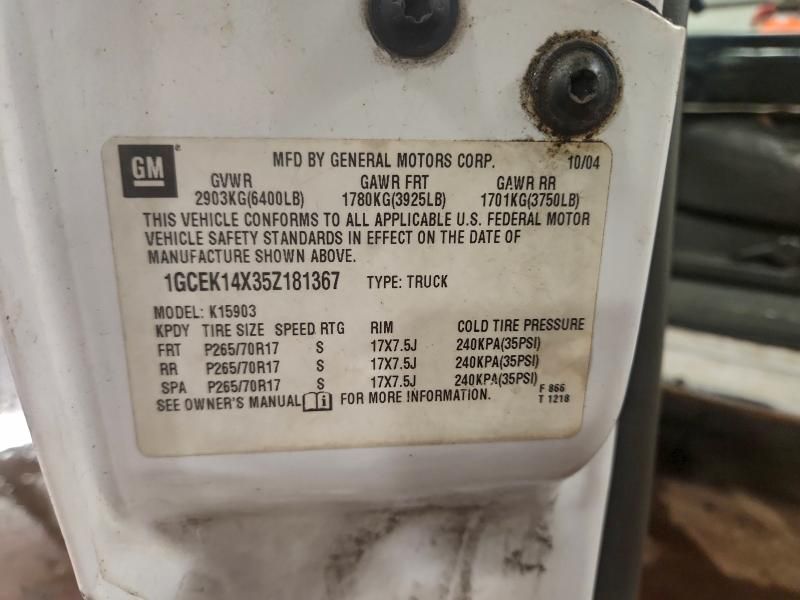 GM
MFD BY GENERAL MOTORS CORP. 10/04
GVWR GAWR FRT GAWR RR
2903KG(6400LB) 1780KG(3925LB) 1701KG(3750LB)
THIS VEHICLE CONFORMS TO ALL APPLICABLE U.S. FEDERAL MOTOR
VEHICLE SAFETY STANDARDS IN EFFECT ON THE DATE OF
MANUFACTURE SHOWN ABOVE.
1GCEK14X35Z181367 TYPE: TRUCK
MODEL: K15903
KPDY TIRE SIZE SPEED RTG RIM COLD TIRE PRESSURE
FRT P265/70R17 S 17X7.5J 240KPA(35PSI)
RR P265/70R17 S 17X7.5J 240KPA(35PSI)
SPA P265/70R17 S 17X7.5J 240KPA(35PSI)
SEE OWNER'S MANUAL FOR MORE INFORMATION.
F 866
T 1218